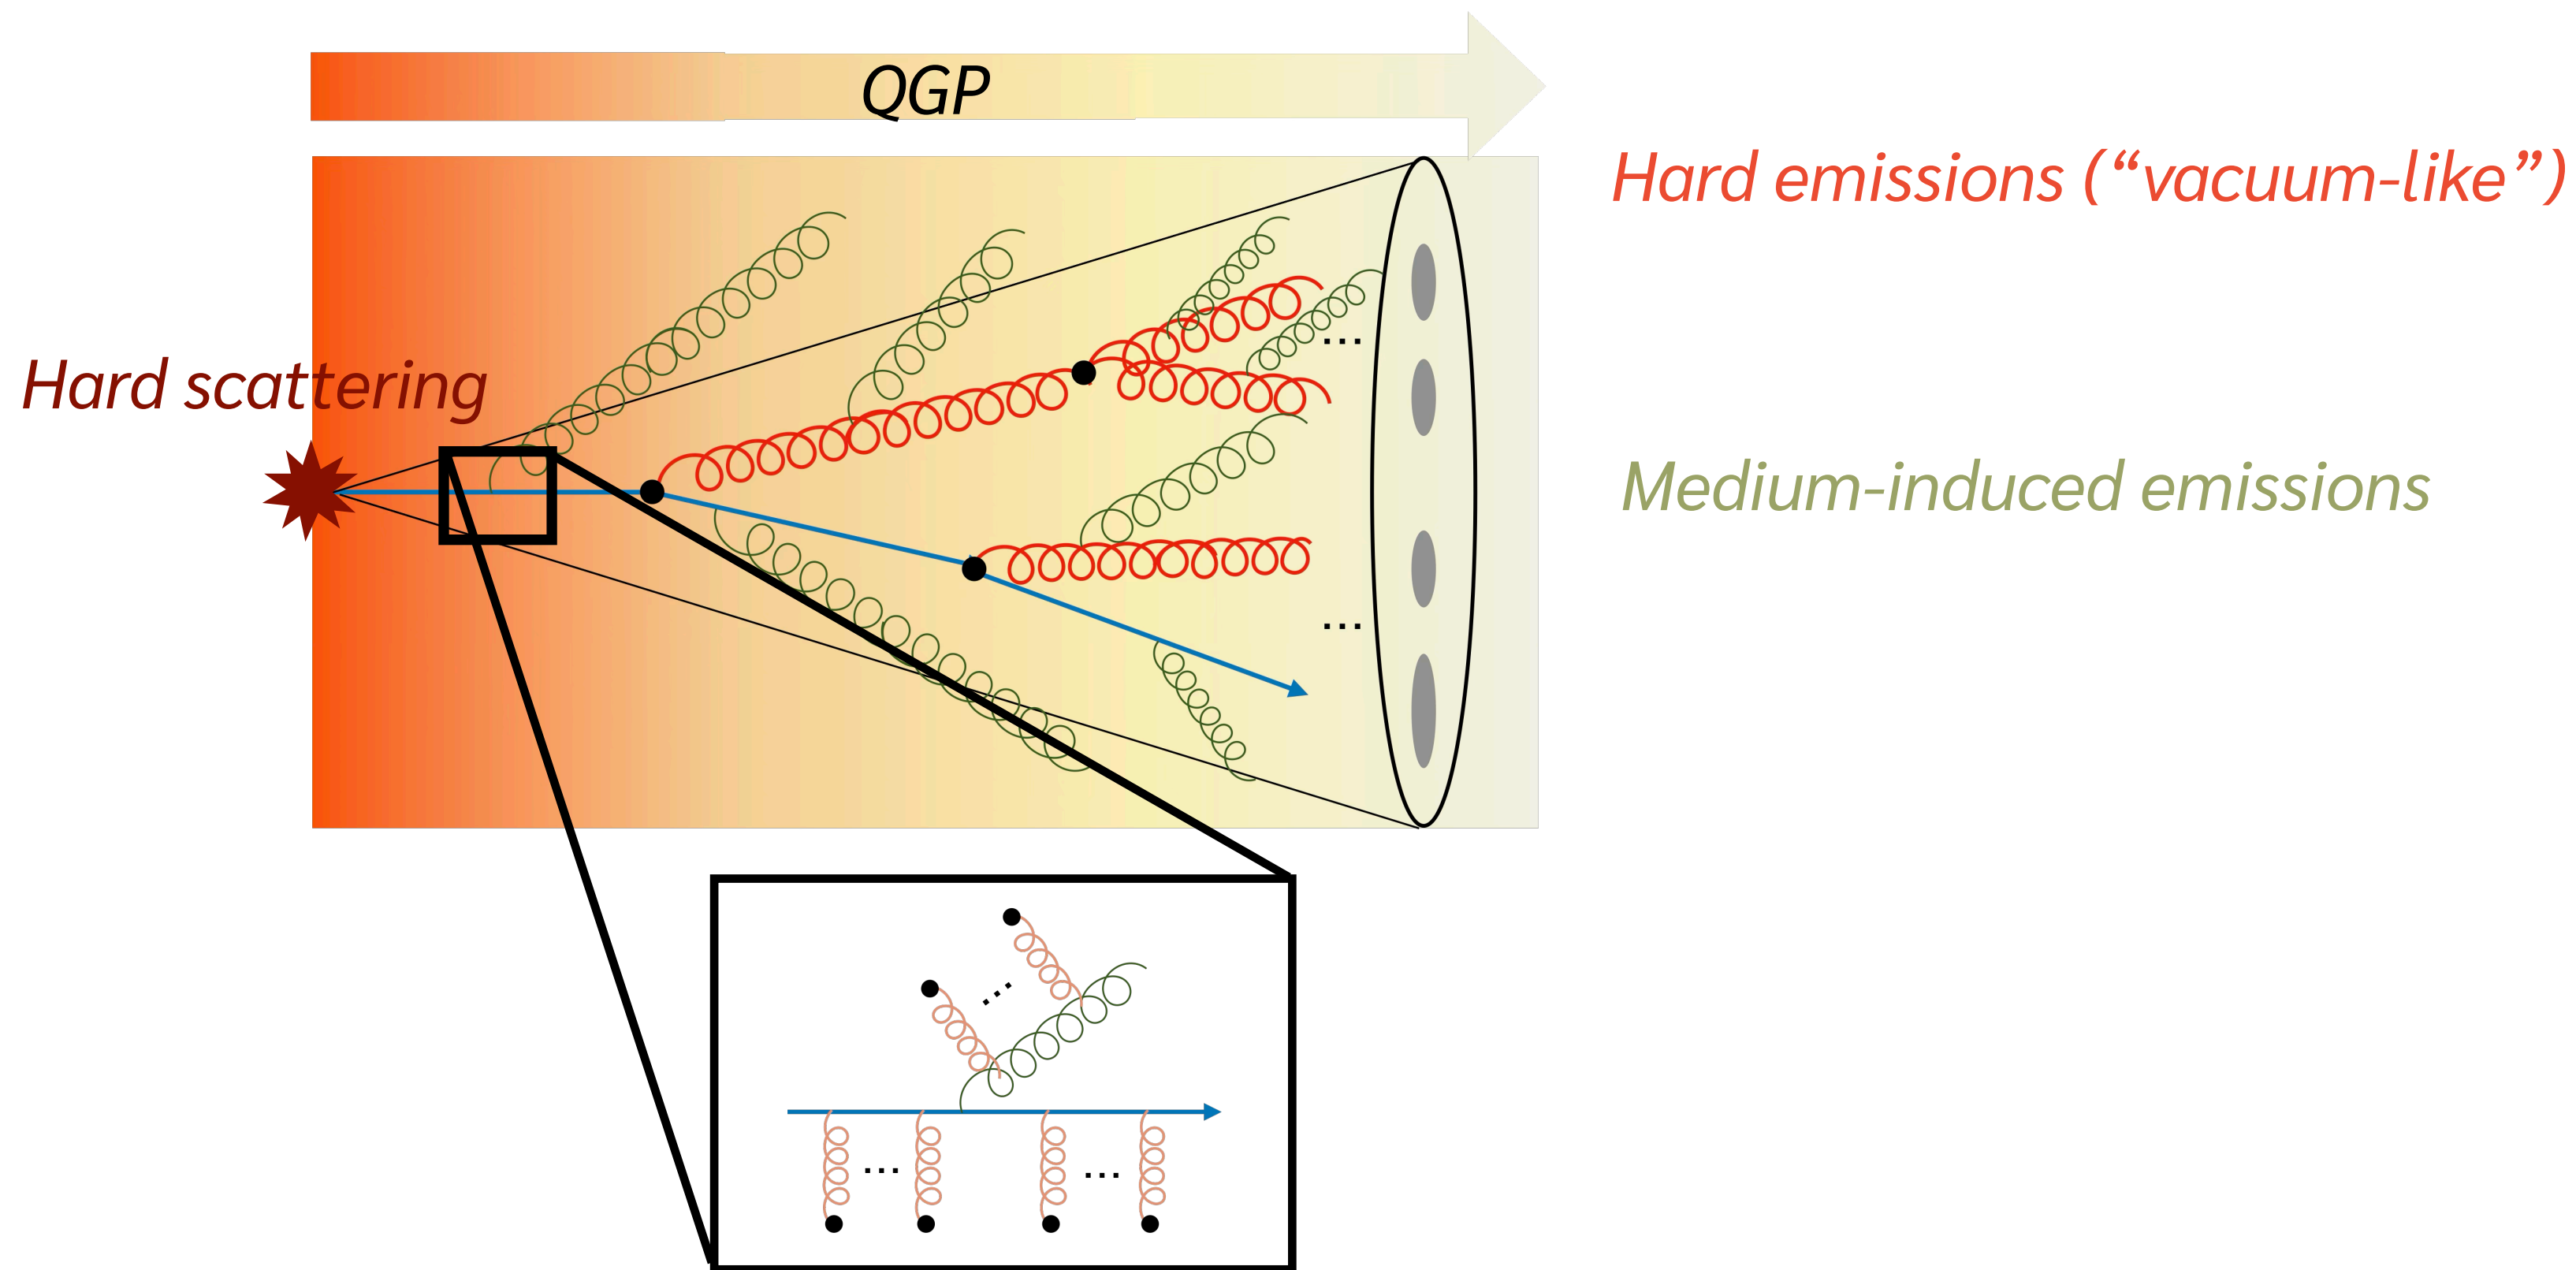 QGP
Hard emissions (“vacuum-like”)
Hard scattering
...
Medium-induced emissions
...
...
... ...